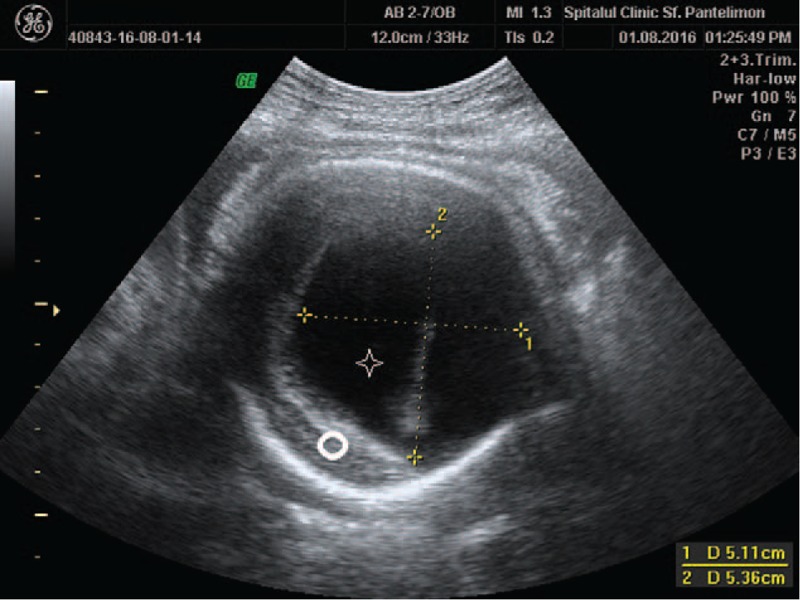 GE
AB 2-7/OB
MI 1.3
Spitalul Clinic Sf. Pantelimon
40843-16-08-01-14
12.0cm / 33Hz
TIs 0.2
01.08.2016 01:25:49 PM
GE
2+3.Trim.
Har-low
Pwr 100 %
Gn 7
C7 / M5
P3 / E3
2
1
1 D 5.11cm
2 D 5.36cm